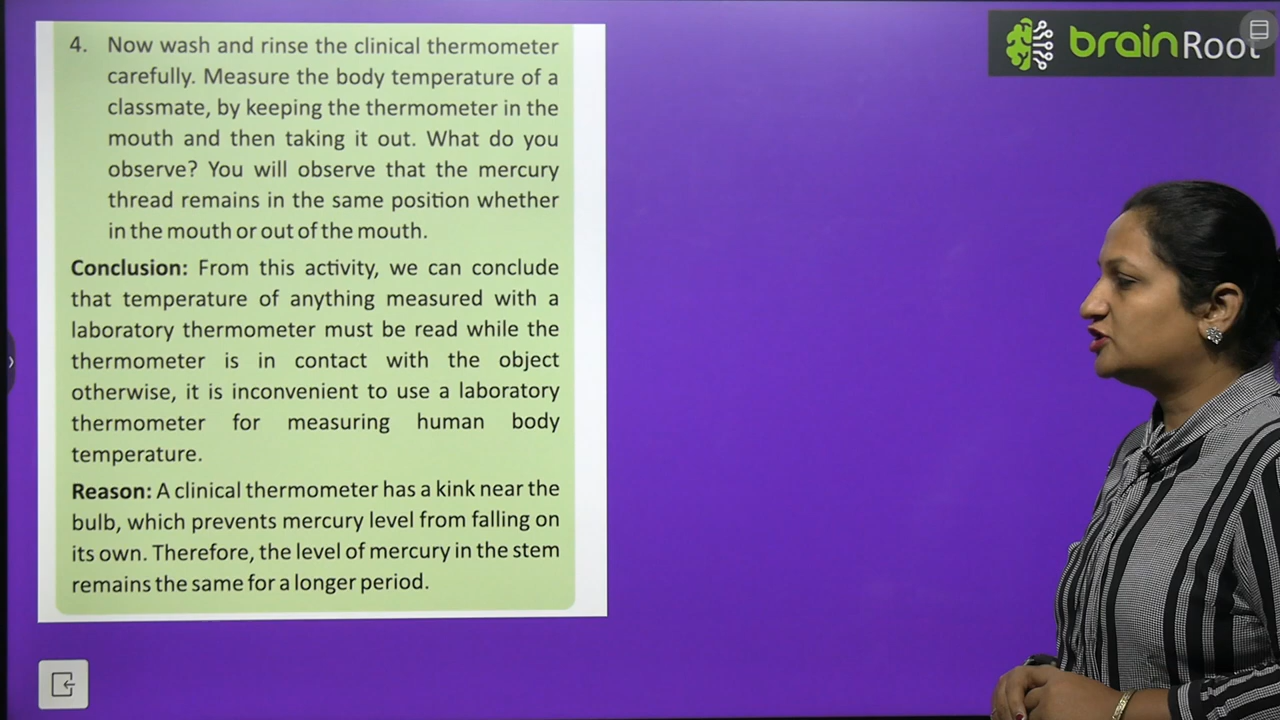 4. Now wash and rinse the clinical thermometer
carefully. Measure the body temperature of a
classmate, by keeping the thermometer in the
mouth and then taking it out. What do you
observe? You will observe that the mercury
thread remains in the same position whether
in the mouth or out of the mouth.
Conclusion: From this activity, we can conclude
that temperature of anything measured with a
laboratory thermometer must be read while the
thermometer is in contact with the object
otherwise, it is inconvenient to use a laboratory
thermometer for measuring human body
temperature.
Reason: A clinical thermometer has a kink near the
bulb, which prevents mercury level from falling on
its own. Therefore, the level of mercury in the stem
remains the same for a longer period.
brainRoot